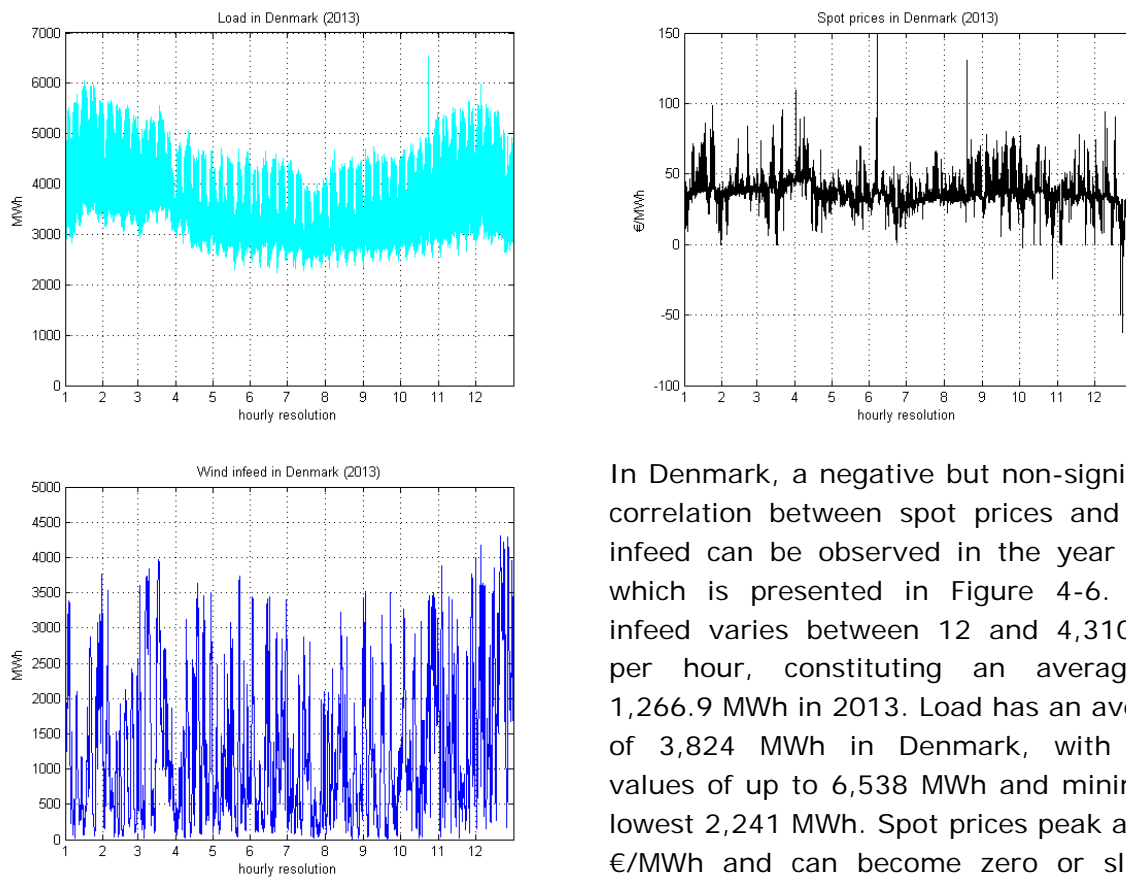 Load in Denmark (2013)
7000
6000
5000
4000
3000
2000
1000
0
MWh
1 2 3 4 5 6 7 8 9 10 11 12
hourly resolution
Spot prices in Denmark (2013)
150
100
50
0
-50
-100
€/MWh
1 2 3 4 5 6 7 8 9 10 11 12
hourly resolution
Wind infeed in Denmark (2013)
5000
4500
4000
3500
3000
2500
2000
1500
1000
500
0
MWh
1 2 3 4 5 6 7 8 9 10 11 12
hourly resolution
In Denmark, a negative but non-signi
correlation between spot prices and
infeed can be observed in the year
which is presented in Figure 4-6.
infeed varies between 12 and 4,310
per hour, constituting an averag
1,266.9 MWh in 2013. Load has an ave
of 3,824 MWh in Denmark, with
values of up to 6,538 MWh and minin
lowest 2,241 MWh. Spot prices peak a
€/MWh and can become zero or sl